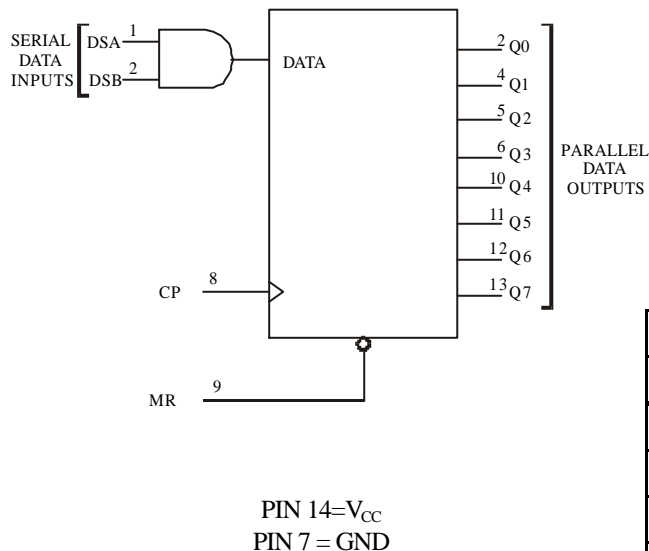 SERIAL
DATA
INPUTS
DSA 1
DSB 2
DATA
2 Q0
4 Q1
5 Q2
6 Q3
10 Q4
11 Q5
12 Q6
13 Q7
PARALLEL
DATA
OUTPUTS
CP 8
MR 9
PIN 14=VCC
PIN 7 = GND